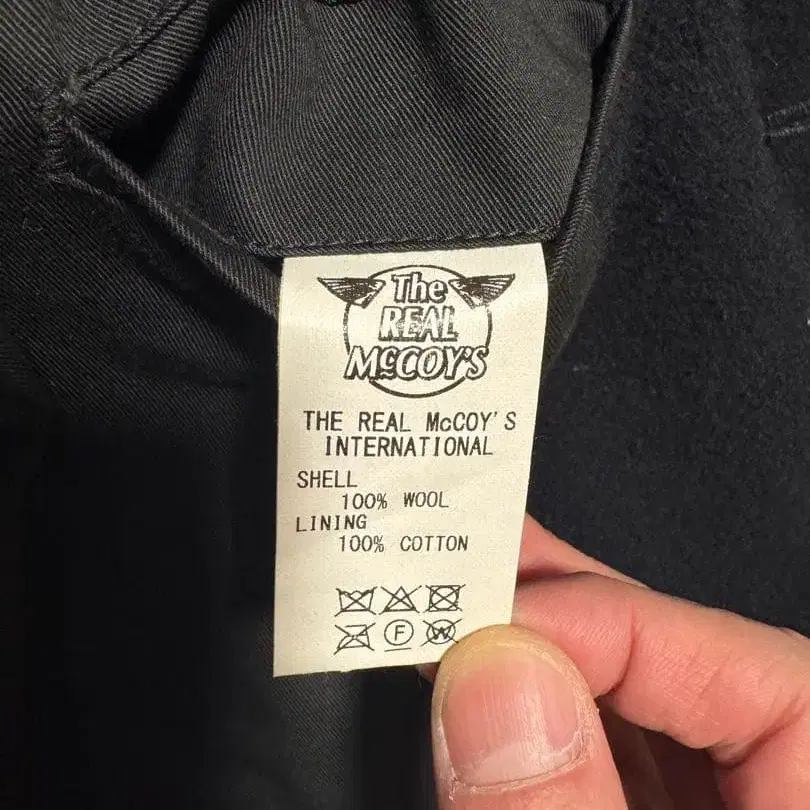 The
REAL
McCOY'S
THE REAL McCOY'S
INTERNATIONAL
SHELL
100% WOOL
LINING
100% COTTON
F
W